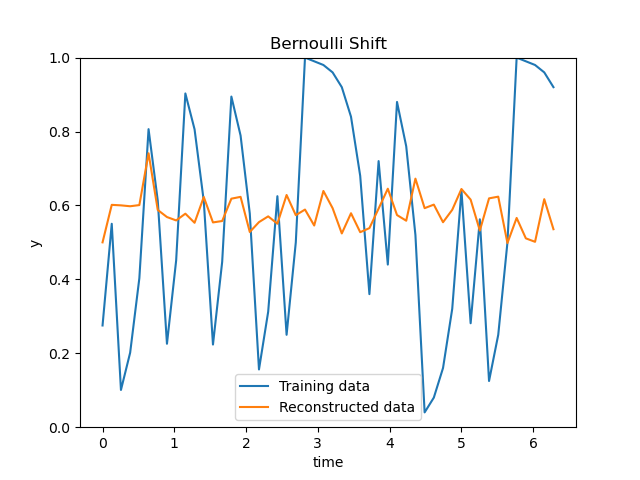 Bernoulli Shift
1.0
0.8
0.6
0.4
0.2
0.0
y
Training data
Reconstructed data
0 1 2 3 4 5 6
time